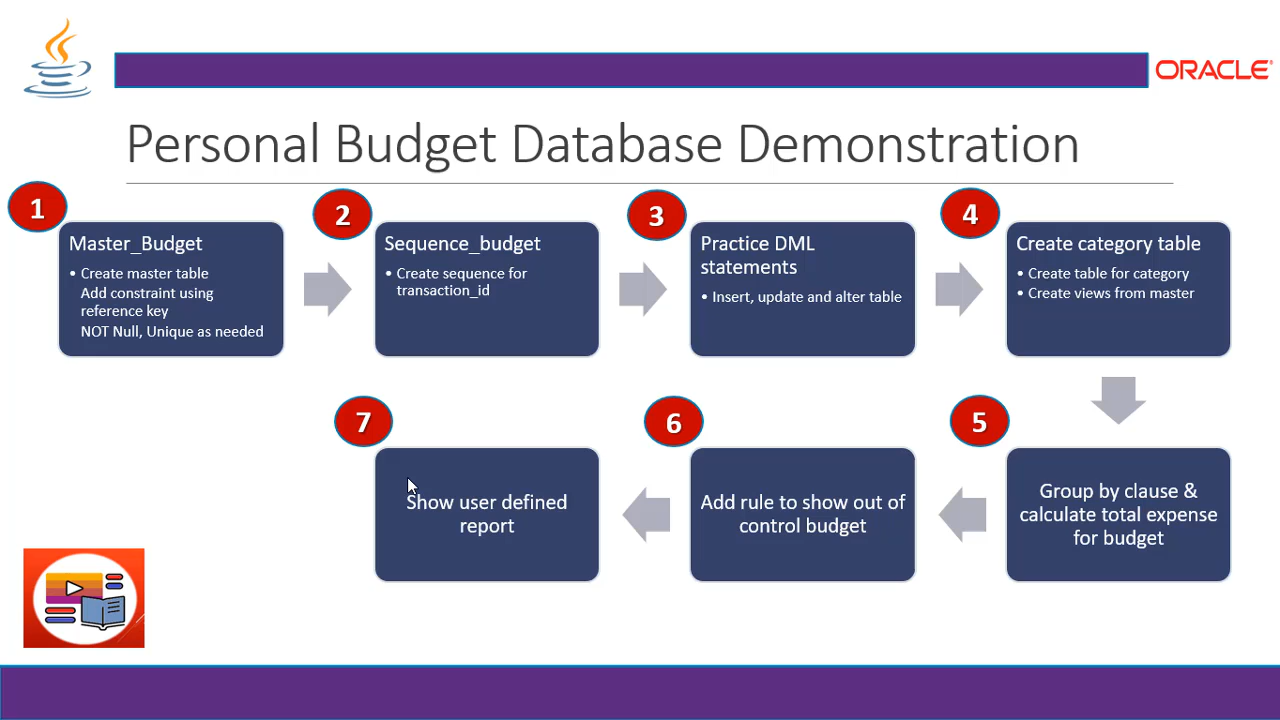 ORACLE
Personal Budget Database Demonstration
1
Master_Budget
• Create master table
Add constraint using
reference key
NOT Null, Unique as needed
2
Sequence_budget
• Create sequence for
transaction_id
3
Practice DML
statements
• Insert, update and alter table
4
Create category table
• Create table for category
• Create views from master
5
Group by clause &
calculate total expense
for budget
6
Add rule to show out of
control budget
7
Show user defined
report